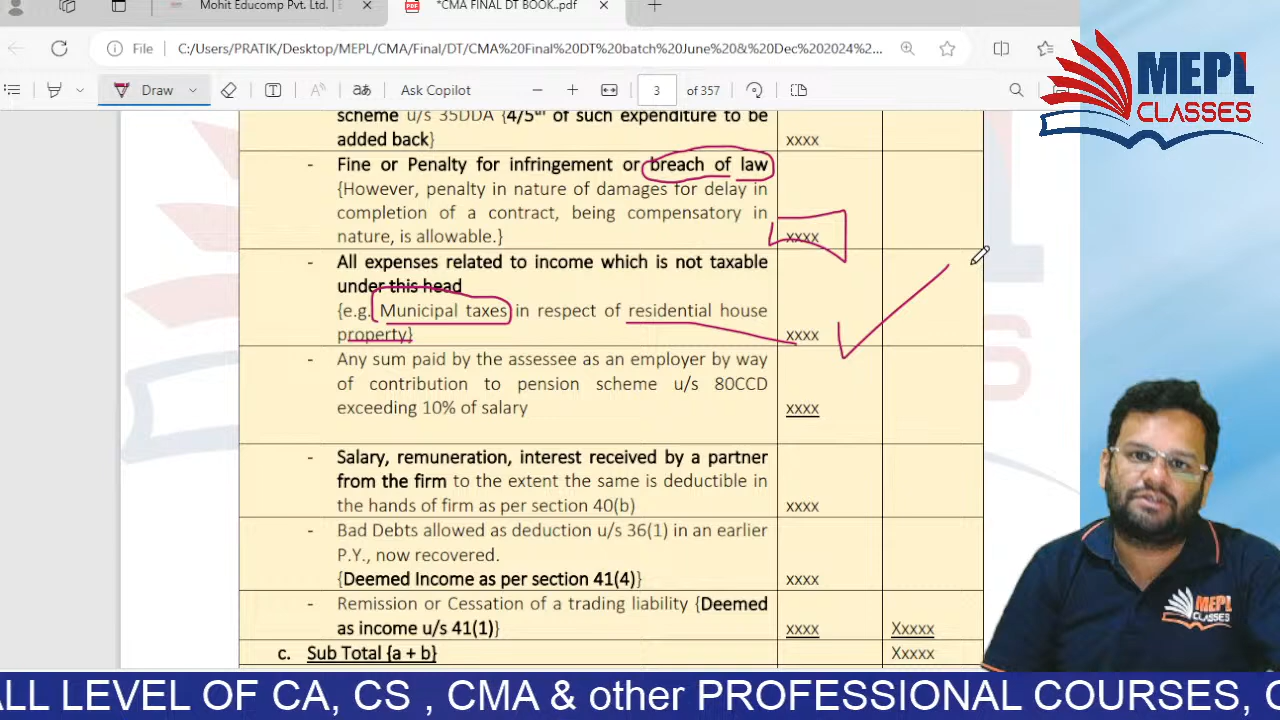 Mohit Educomp Pvt. Ltd. | E
*CMA FINAL DT BOOK..pdf
File
C:/Users/PRATIK/Desktop/MEPL/CMA/Final/DT/CMA%20Final%20DT%20batch%20June%20&%20Dec%202024%2...
Draw
Ask Copilot
3 of 357
MEPL
CLASSES
scheme u/s 35DDA {4/5th of such expenditure to be
added back} xxxx
- Fine or Penalty for infringement or breach of law
{However, penalty in nature of damages for delay in
completion of a contract, being compensatory in
nature, is allowable.} xxxx
- All expenses related to income which is not taxable
under this head
{e.g. Municipal taxes in respect of residential house
property} xxxx
- Any sum paid by the assessee as an employer by way
of contribution to pension scheme u/s 80CCD
exceeding 10% of salary xxxx
- Salary, remuneration, interest received by a partner
from the firm to the extent the same is deductible in
the hands of firm as per section 40(b) xxxx
- Bad Debts allowed as deduction u/s 36(1) in an earlier
P.Y., now recovered.
{Deemed Income as per section 41(4)} xxxx
- Remission or Cessation of a trading liability {Deemed
as income u/s 41(1)} xxxx Xxxxx
c. Sub Total {a + b} Xxxxx
MEPL
CLASSES
ALL LEVEL OF CA, CS , CMA & other PROFESSIONAL COURSES, C